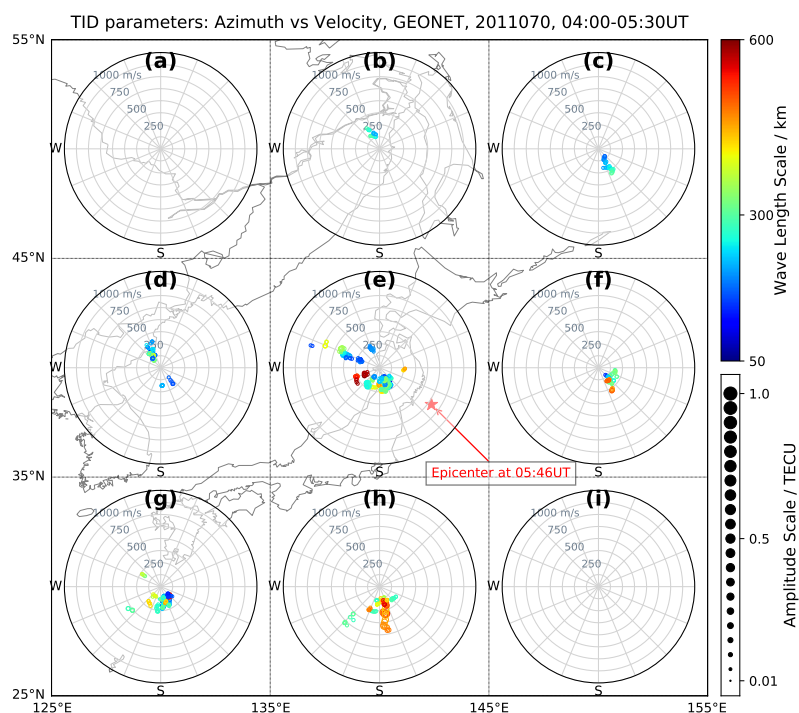 TID parameters: Azimuth vs Velocity, GEONET, 2011070, 04:00-05:30UT
55°N
45°N
35°N
25°N
125°E
135°E
145°E
155°E
(a)
1000 m/s
750
500
250
W
S
(b)
1000 m/s
750
500
250
W
S
(c)
1000 m/s
750
500
250
W
S
(d)
1000 m/s
750
500
250
W
S
(e)
1000 m/s
750
500
250
W
S
(f)
1000 m/s
750
500
250
W
S
Epicenter at 05:46UT
(g)
1000 m/s
750
500
250
W
S
(h)
1000 m/s
750
500
250
W
S
(i)
1000 m/s
750
500
250
W
S
600
300
50
Wave Length Scale / km
1.0
0.5
0.01
Amplitude Scale / TECU